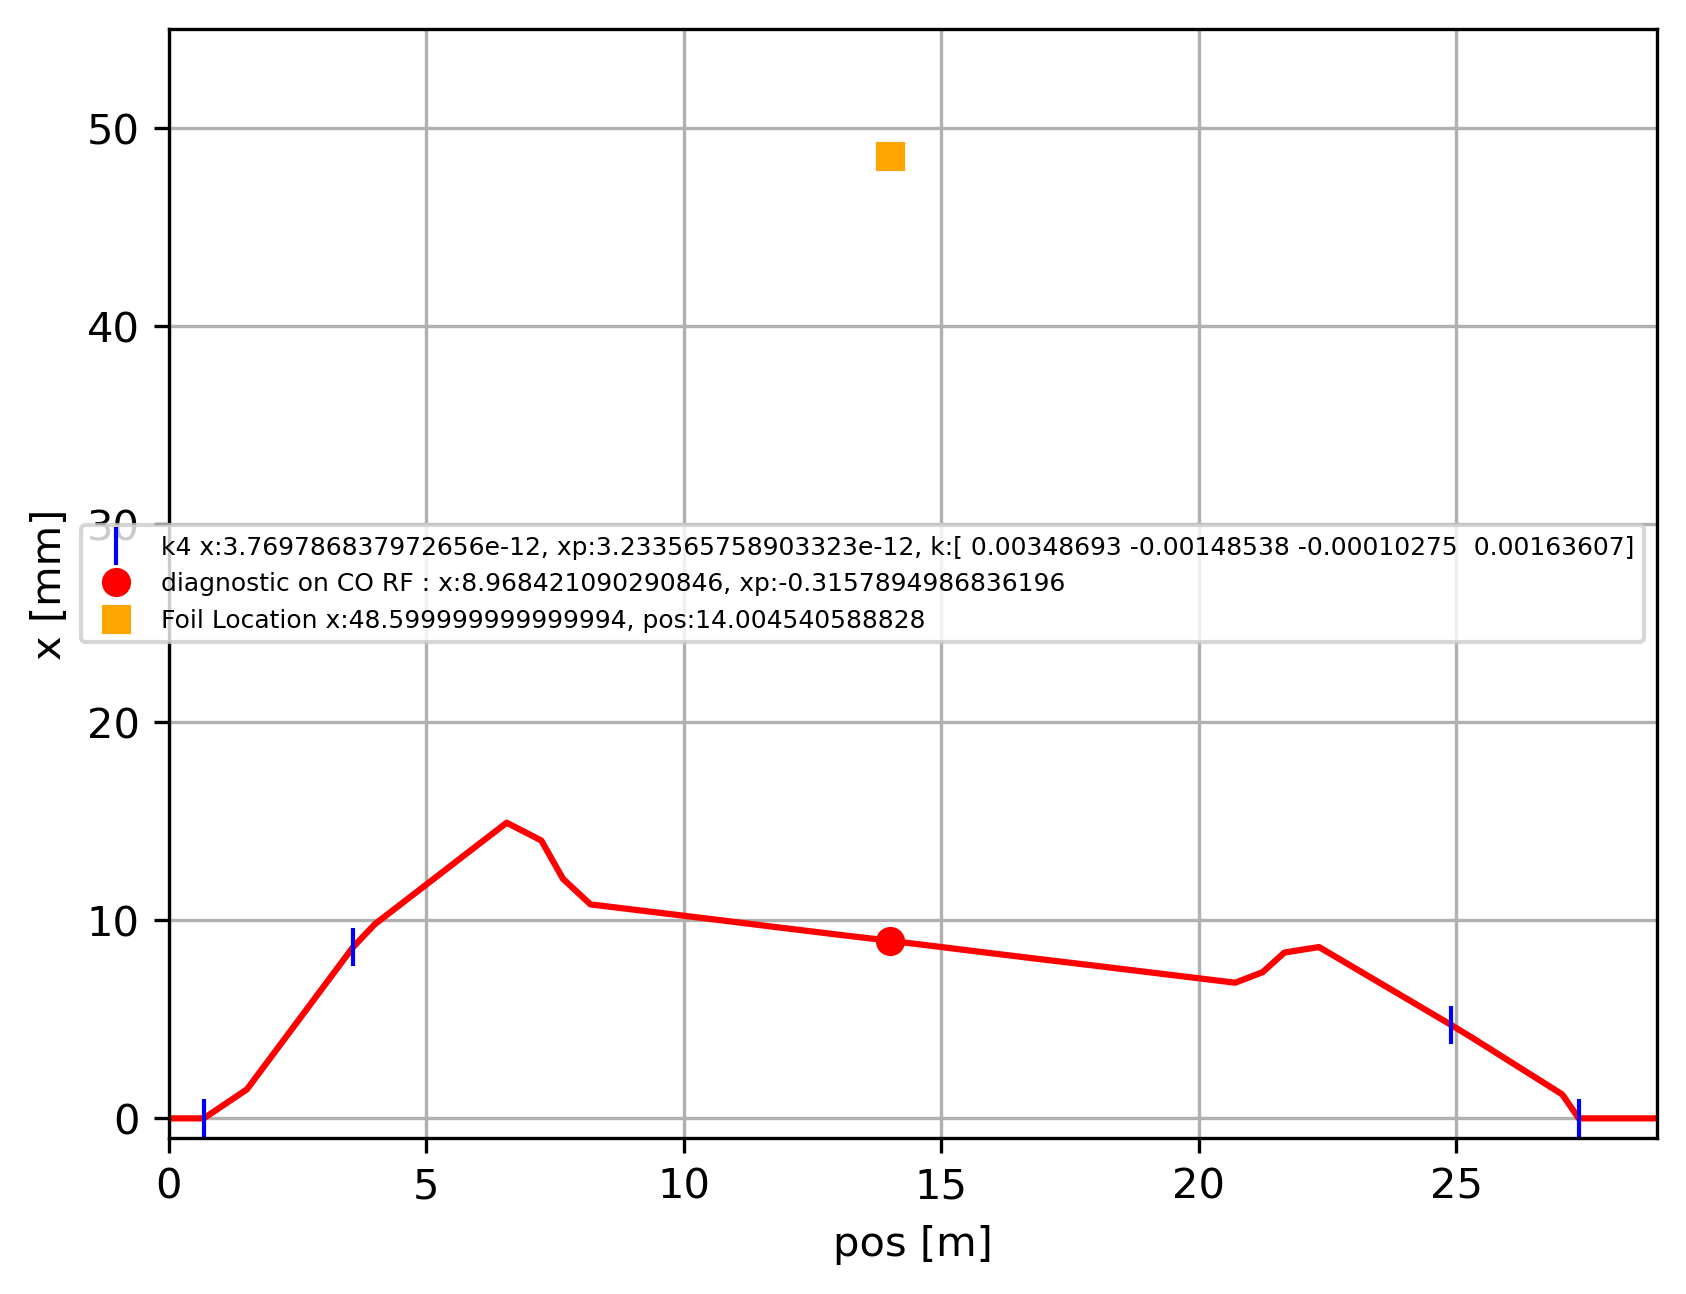 50
40
30
20
10
0
x [mm]
k4 x:3.769786837972656e-12, xp:3.233565758903323e-12, k:[ 0.00348693 -0.00148538 -0.00010275  0.00163607]
diagnostic on CO RF : x:8.968421090290846, xp:-0.3157894986836196
Foil Location x:48.599999999999994, pos:14.004540588828
0 5 10 15 20 25
pos [m]